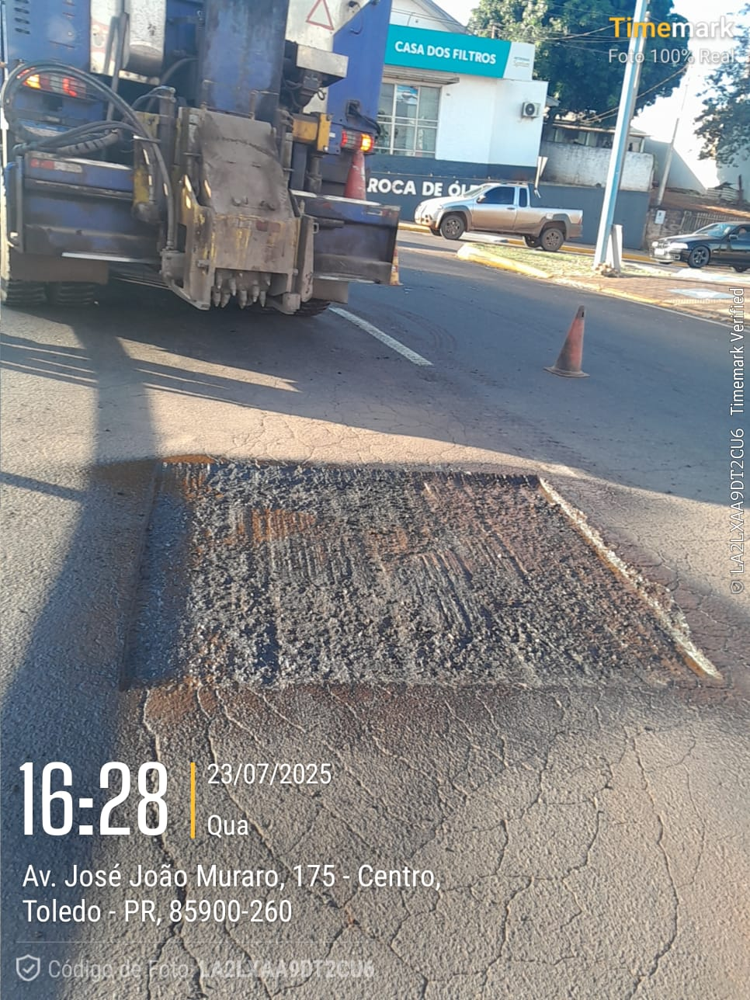 Timemark
Foto 100% Real
CASA DOS FILTROS
ROCA DE ÓLE
© LA2LXAA9DT2CU6 Timemark Verified
16:28
23/07/2025
Qua
Av. José João Muraro, 175 - Centro,
Toledo - PR, 85900-260
Código de Foto: LA2LXAA9DT2CU6